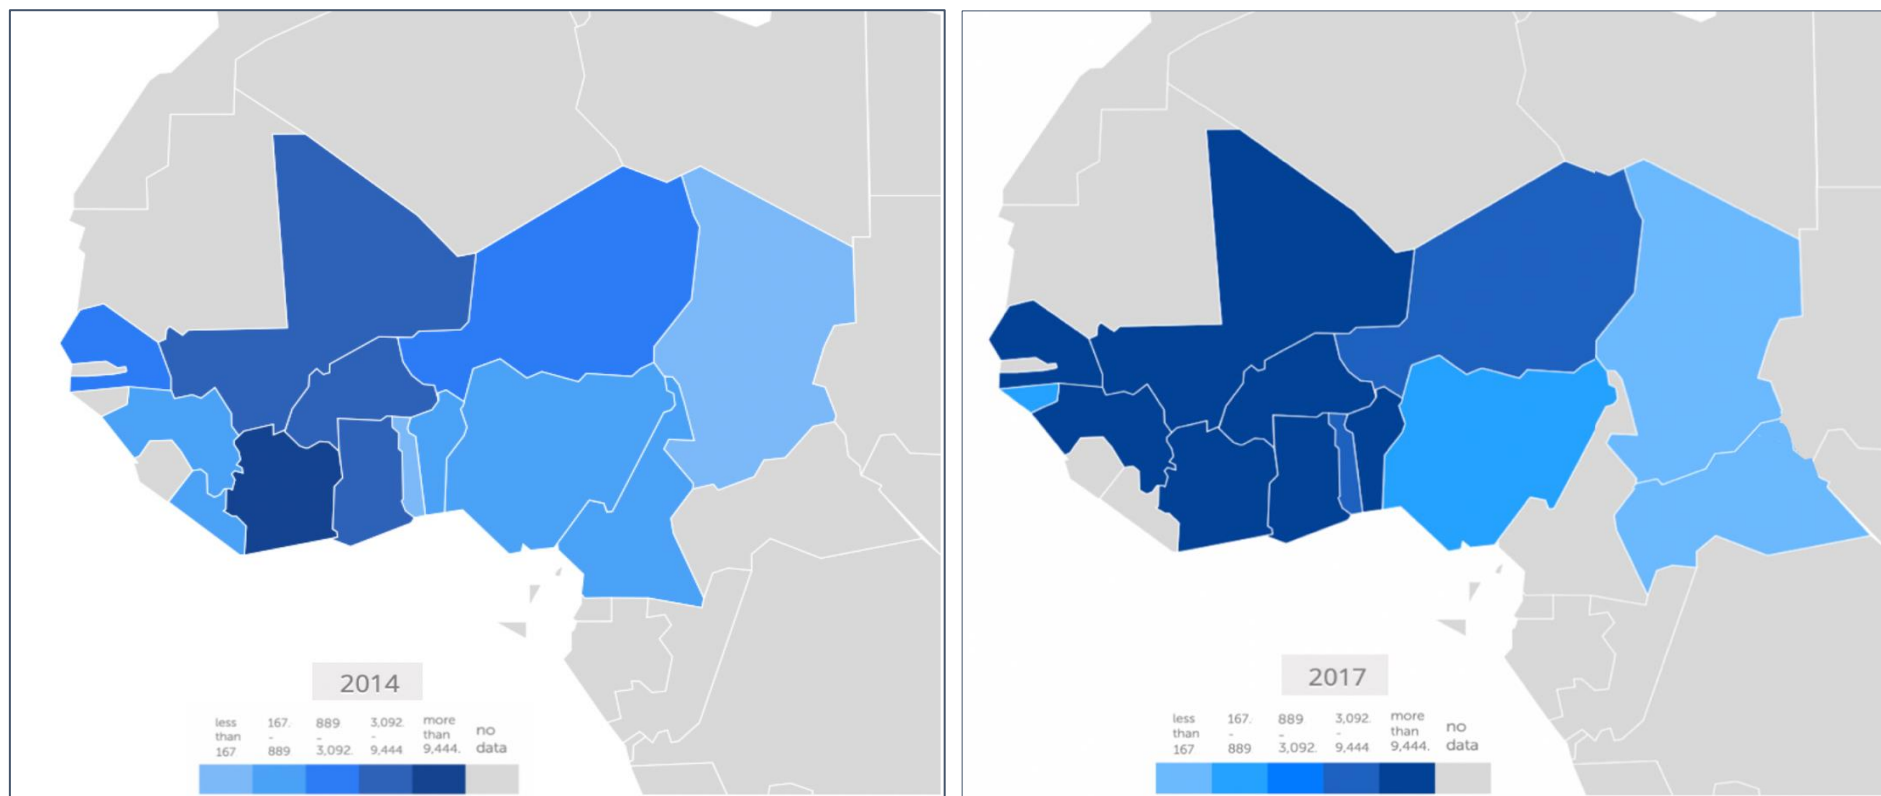 2014
less 167. 889 3,092. more no
than - - - than data
167 889 3,092. 9,444 9,444.
2017
less 167. 889 3,092. more no
than - - - than data
167 889 3,092. 9,444 9,444.